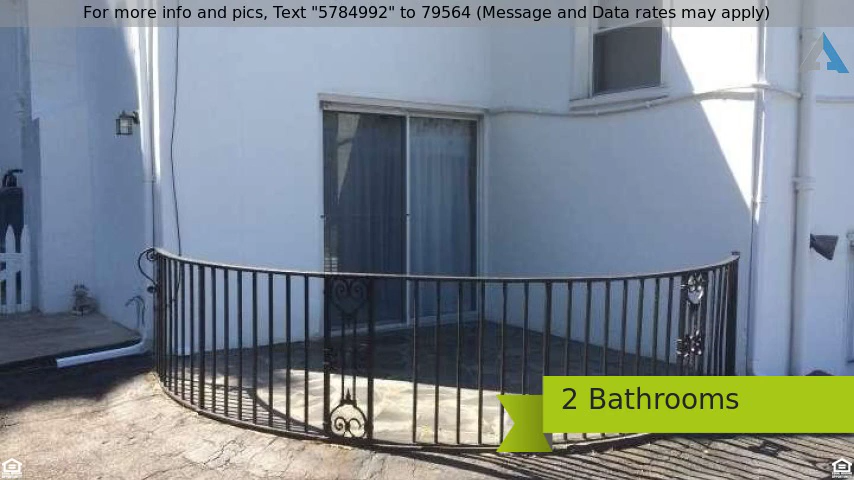 For more info and pics, Text "5784992" to 79564 (Message and Data rates may apply)
2 Bathrooms